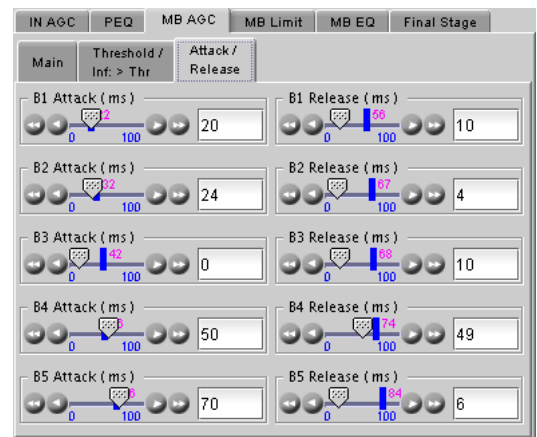 IN AGC PEQ MB AGC MB Limit MB EQ Final Stage
Main Threshold / Inf: > Thr Attack / Release
B1 Attack ( ms ) B1 Release ( ms )
2 56
0 100 20 0 100 10
B2 Attack ( ms ) B2 Release ( ms )
32 67
0 100 24 0 100 4
B3 Attack ( ms ) B3 Release ( ms )
42 68
0 100 0 0 100 10
B4 Attack ( ms ) B4 Release ( ms )
74
0 100 50 0 100 49
B5 Attack ( ms ) B5 Release ( ms )
84
0 100 70 0 100 6